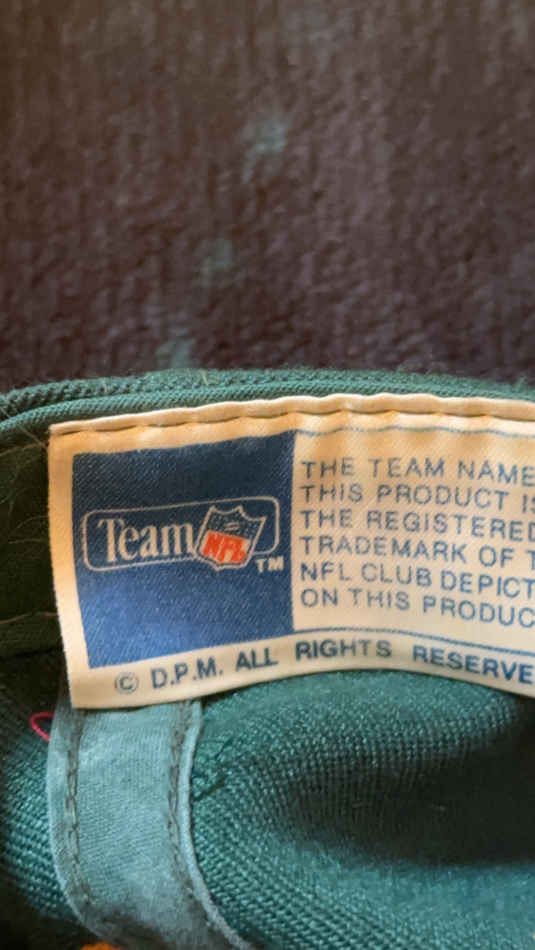 Team NFL TM
THE TEAM NAME
THIS PRODUCT IS
THE REGISTERED
TRADEMARK OF T
NFL CLUB DEPICT
ON THIS PRODUC
© D.P.M. ALL RIGHTS RESERVE